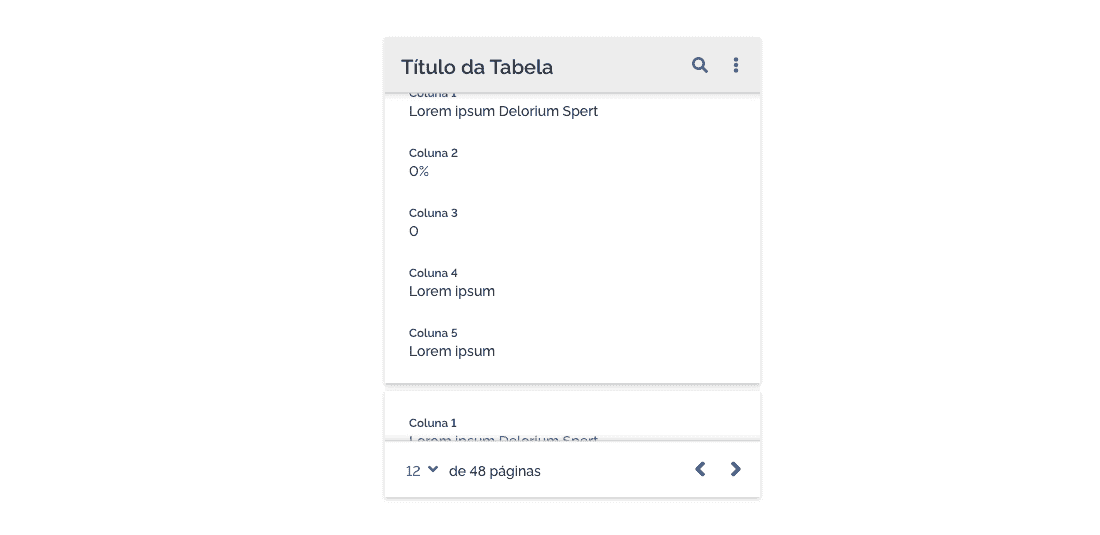 Título da Tabela
Coluna 1
Lorem ipsum Delorium Spert
Coluna 2
0%
Coluna 3
0
Coluna 4
Lorem ipsum
Coluna 5
Lorem ipsum
Coluna 1
Lorem ipsum Delorium Spert
12 de 48 páginas